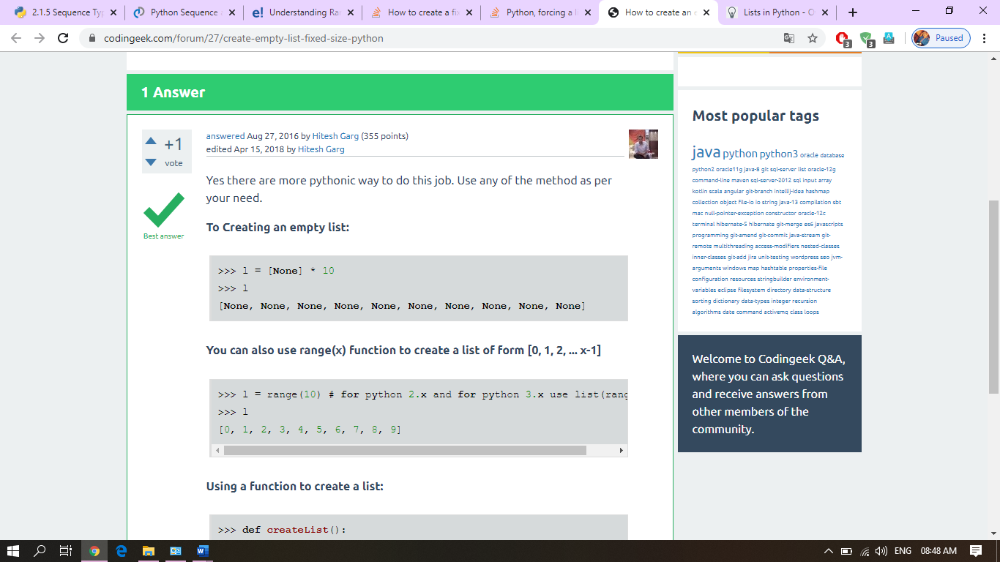 2.1.5 Sequence Typ
Python Sequence
Understanding Ra
How to create a fi
Python, forcing a l
How to create an e
Lists in Python - O
codingeek.com/forum/27/create-empty-list-fixed-size-python
3
3
Paused
1 Answer
+1
vote
Best answer
answered Aug 27, 2016 by Hitesh Garg (355 points)
edited Apr 15, 2018 by Hitesh Garg
Yes there are more pythonic way to do this job. Use any of the method as per
your need.
To Creating an empty list:
>>> l = [None] * 10
>>> l
[None, None, None, None, None, None, None, None, None, None]
You can also use range(x) function to create a list of form [0, 1, 2, ... x-1]
>>> l = range(10) # for python 2.x and for python 3.x use list(rang
>>> l
[0, 1, 2, 3, 4, 5, 6, 7, 8, 9]
Using a function to create a list:
>>> def createList():
Most popular tags
java python python3 oracle database
python2 oracle11g java-8 git sql-server list oracle-12g
command-line maven sql-server-2012 sql input array
kotlin scala angular git-branch intellij-idea hashmap
collection object file-io io string java-13 compilation sbt
mac null-pointer-exception constructor oracle-12c
terminal hibernate-5 hibernate git-merge es6 javascripts
programming git-amend git-commit java-stream git-
remote multithreading access-modifiers nested-classes
inner-classes git-add jira unit-testing wordpress seo jvm-
arguments windows map hashtable properties-file
configuration resources stringbuilder environment-
variables eclipse filesystem directory data-structure
sorting dictionary data-types integer recursion
algorithms date command activemq class loops
Welcome to Codingeek Q&A,
where you can ask questions
and receive answers from
other members of the
community.
ENG
08:48 AM